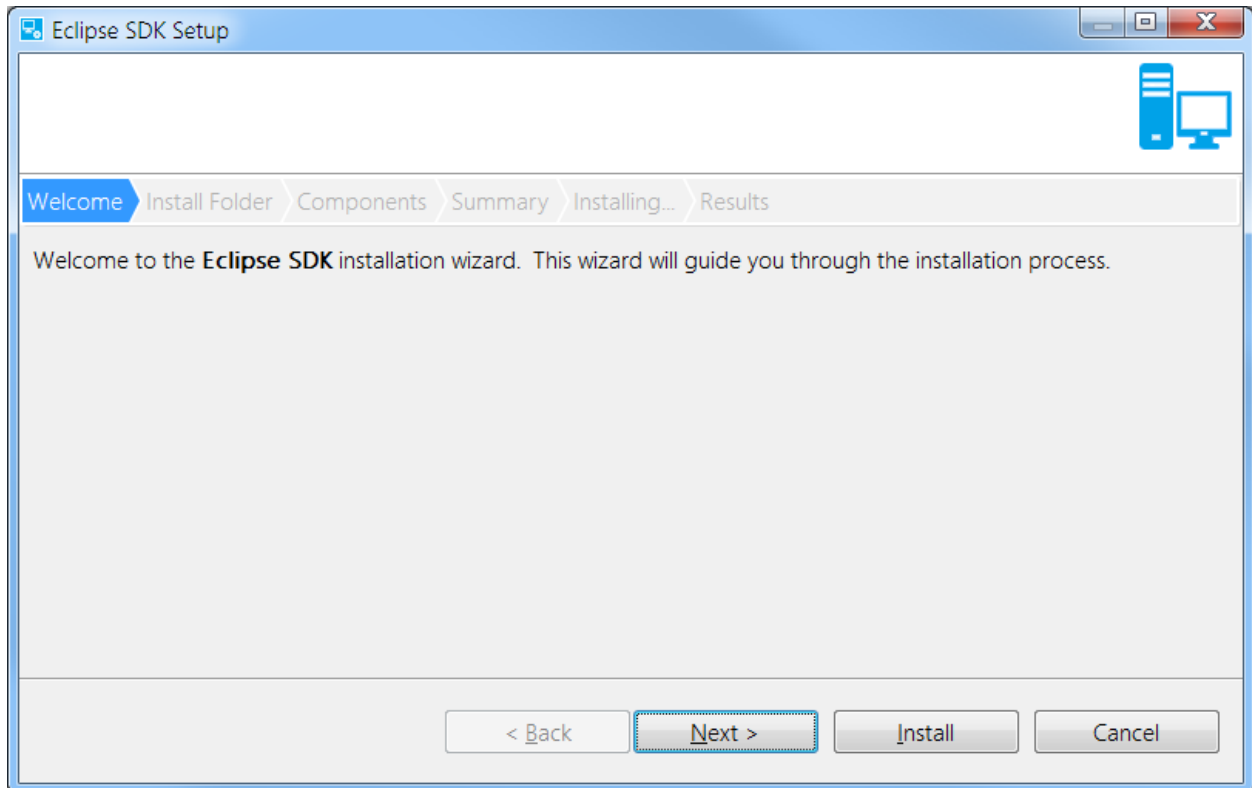 Eclipse SDK Setup
Welcome Install Folder Components Summary Installing... Results
Welcome to the Eclipse SDK installation wizard. This wizard will guide you through the installation process.
< Back Next > Install Cancel